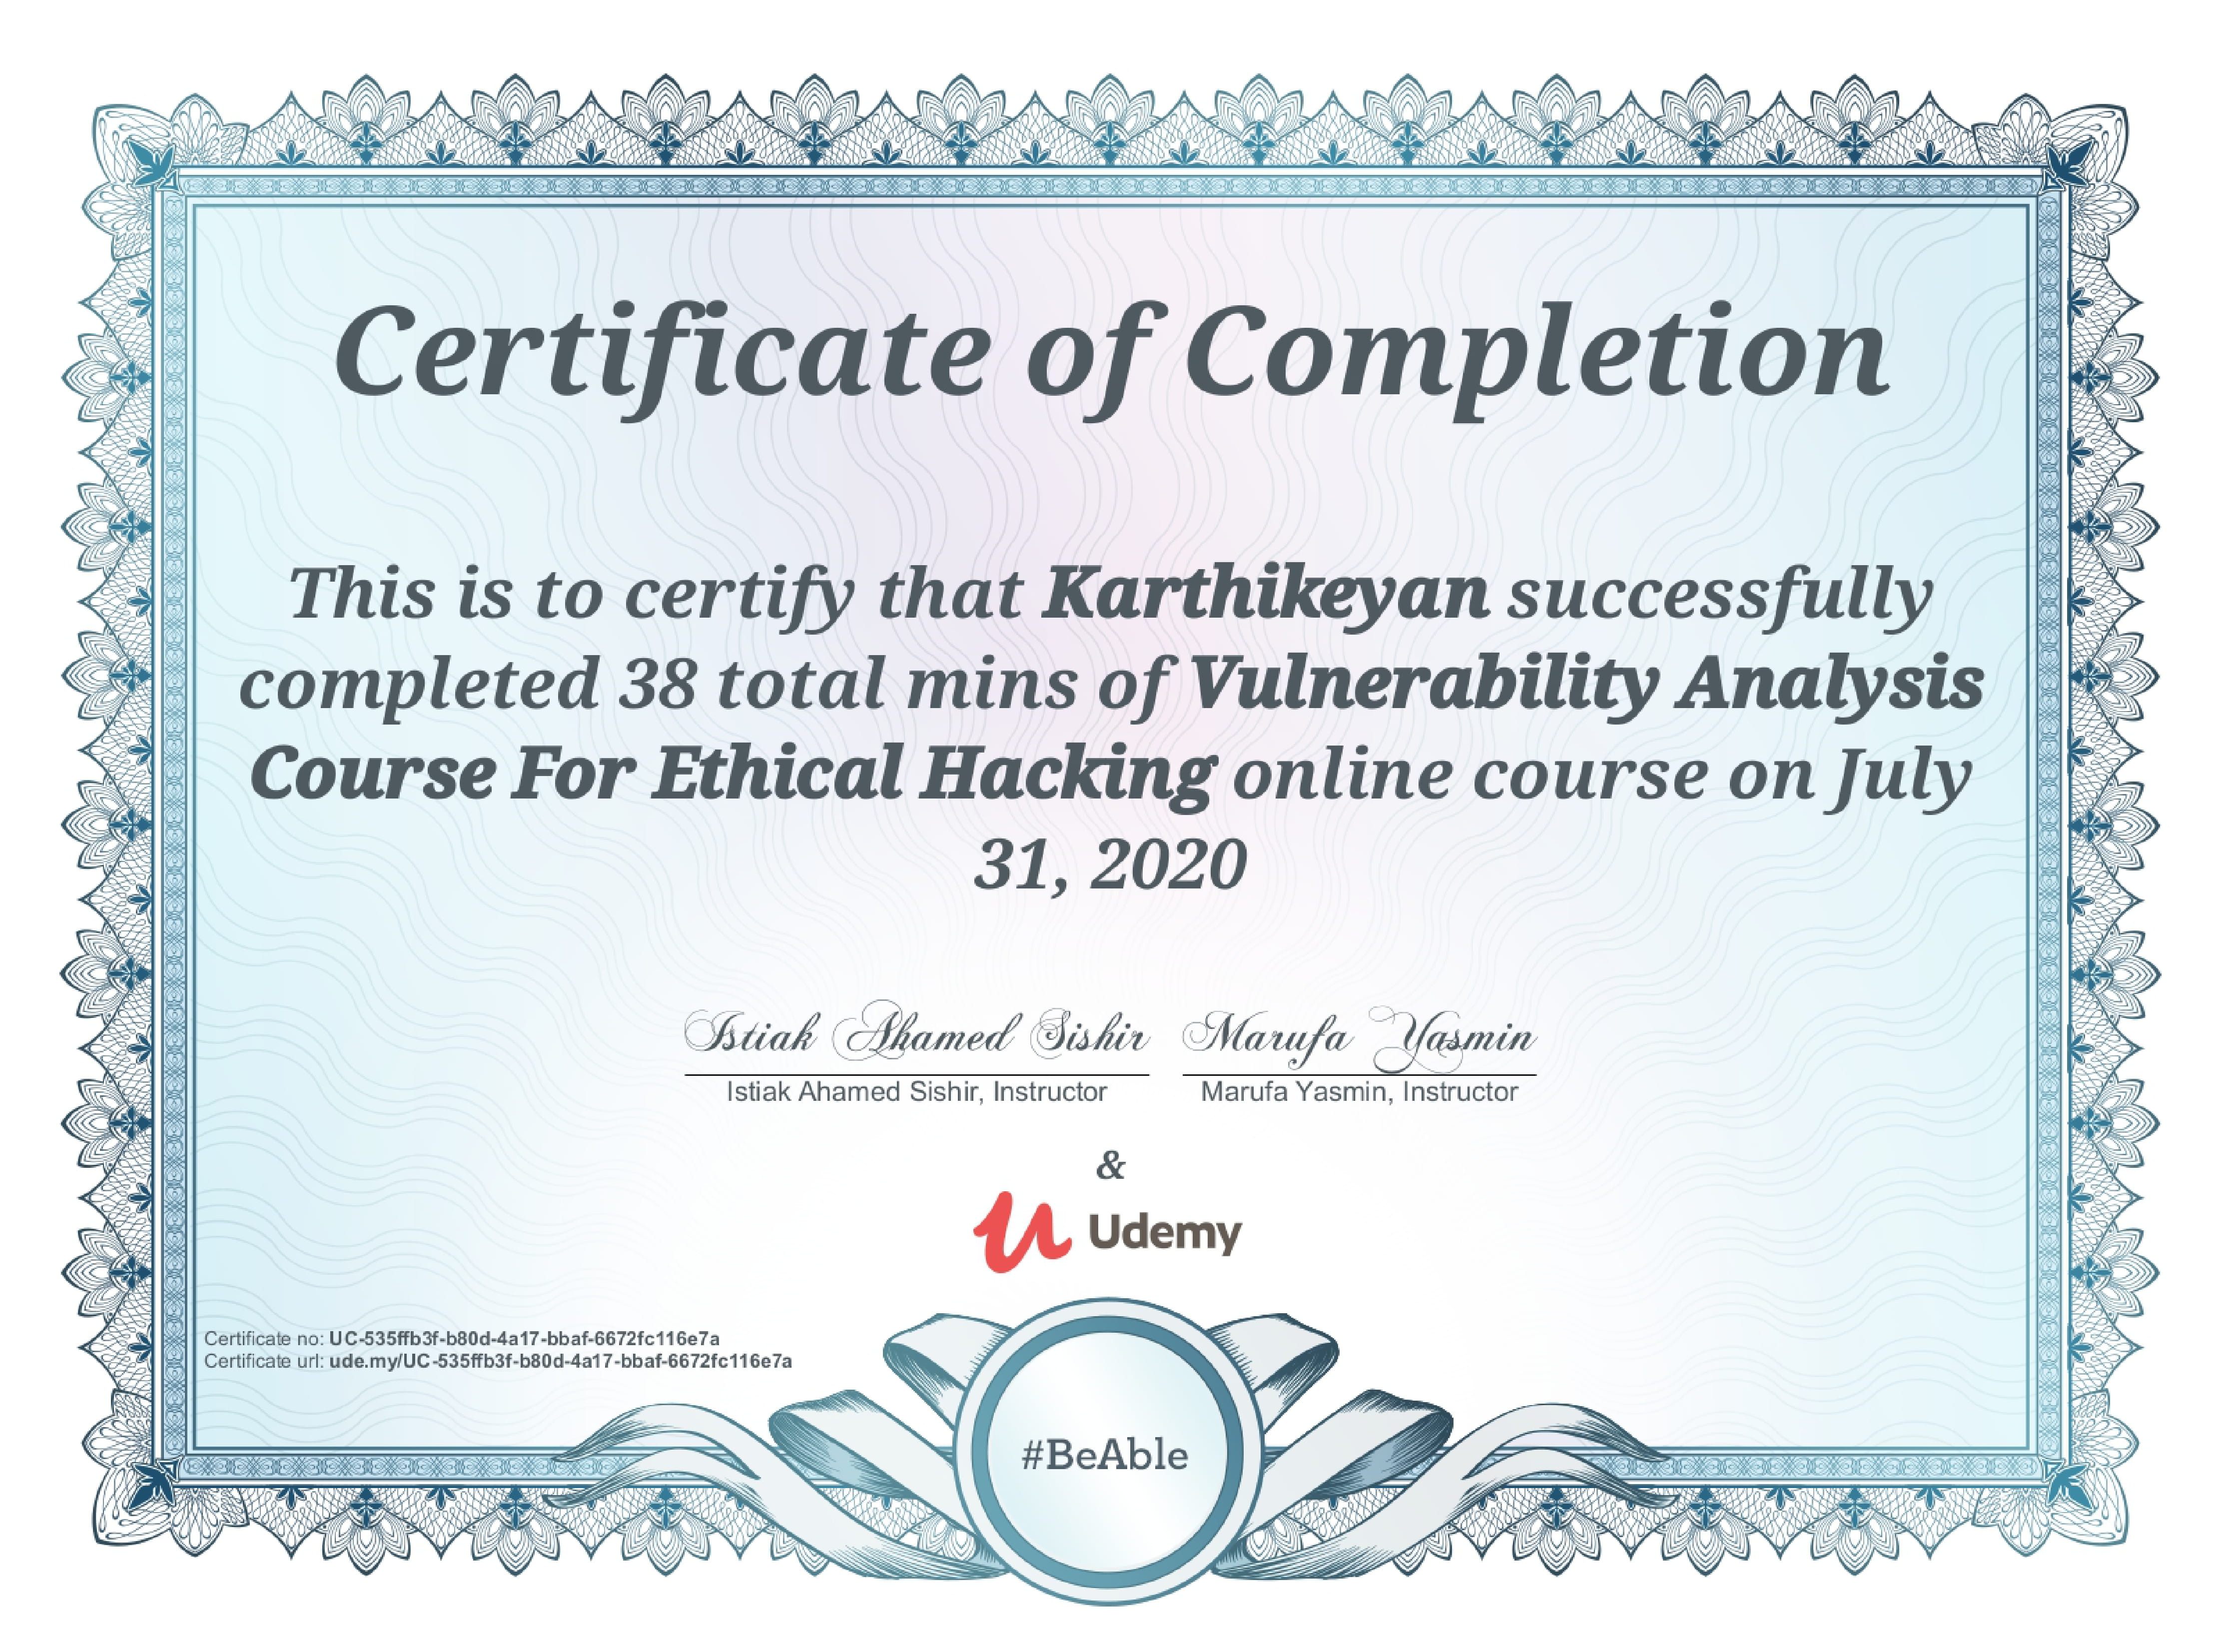 Certificate of Completion
This is to certify that Karthikeyan successfully
completed 38 total mins of Vulnerability Analysis
Course For Ethical Hacking online course on July
31, 2020
Istiak Ahamed Sishir Marufa Yasmin
Istiak Ahamed Sishir, Instructor Marufa Yasmin, Instructor
&
Udemy
Certificate no: UC-535ffb3f-b80d-4a17-bbaf-6672fc116e7a
Certificate url: ude.my/UC-535ffb3f-b80d-4a17-bbaf-6672fc116e7a
#BeAble